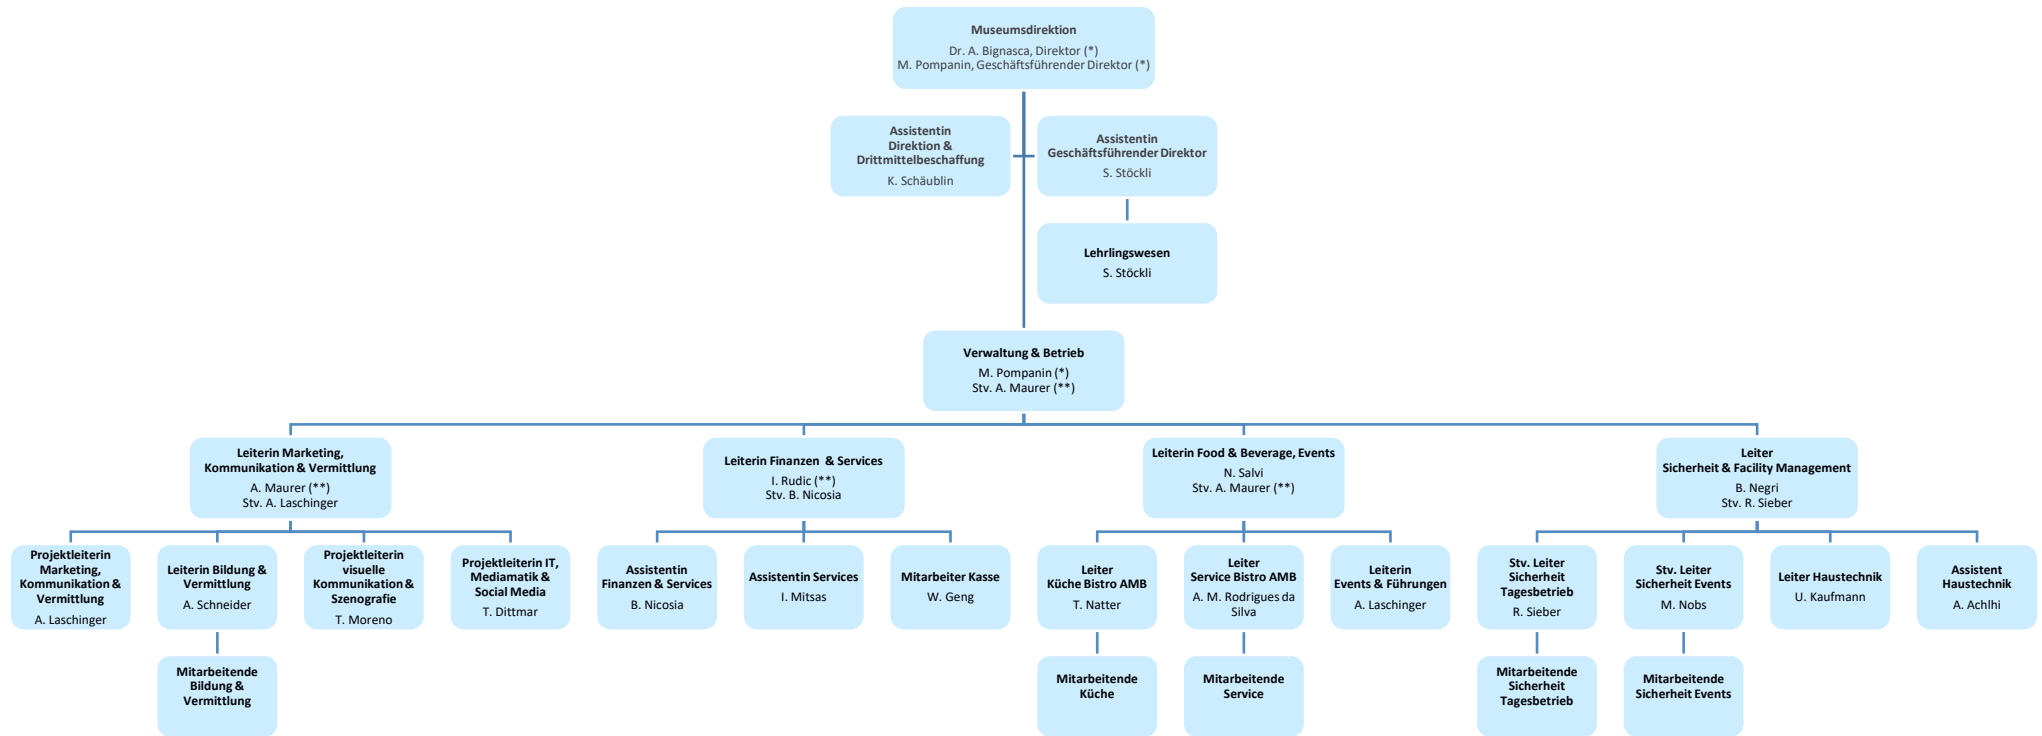 Museumsdirektion
Dr. A. Bignasca, Direktor (*)
M. Pompanin, Geschäftsführender Direktor (*)
Assistentin
Direktion &
Drittmittelbeschaffung
K. Schäublin
Assistentin
Geschäftsführender Direktor
S. Stöckli
Lehrlingswesen
S. Stöckli
Verwaltung & Betrieb
M. Pompanin (*)
Stv. A. Maurer (**)
Leiterin Marketing,
Kommunikation & Vermittlung
A. Maurer (**)
Stv. A. Laschinger
Leiterin Finanzen & Services
I. Rudic (**)
Stv. B. Nicosia
Leiterin Food & Beverage, Events
N. Salvi
Stv. A. Maurer (**)
Leiter
Sicherheit & Facility Management
B. Negri
Stv. R. Sieber
Projektleiterin
Marketing,
Kommunikation &
Vermittlung
A. Laschinger
Leiterin Bildung &
Vermittlung
A. Schneider
Projektleiterin
visuelle
Kommunikation &
Szenografie
T. Moreno
Projektleiterin IT,
Mediamatik &
Social Media
T. Dittmar
Assistentin
Finanzen & Services
B. Nicosia
Assistentin Services
I. Mitsas
Mitarbeiter Kasse
W. Geng
Leiter
Küche Bistro AMB
T. Natter
Leiter
Service Bistro AMB
A. M. Rodrigues da
Silva
Leiterin
Events & Führungen
A. Laschinger
Stv. Leiter
Sicherheit
Tagesbetrieb
R. Sieber
Stv. Leiter
Sicherheit Events
M. Nobs
Leiter Haustechnik
U. Kaufmann
Assistent
Haustechnik
A. Achlhi
Mitarbeitende
Bildung &
Vermittlung
Mitarbeitende
Küche
Mitarbeitende
Service
Mitarbeitende
Sicherheit
Tagesbetrieb
Mitarbeitende
Sicherheit Events